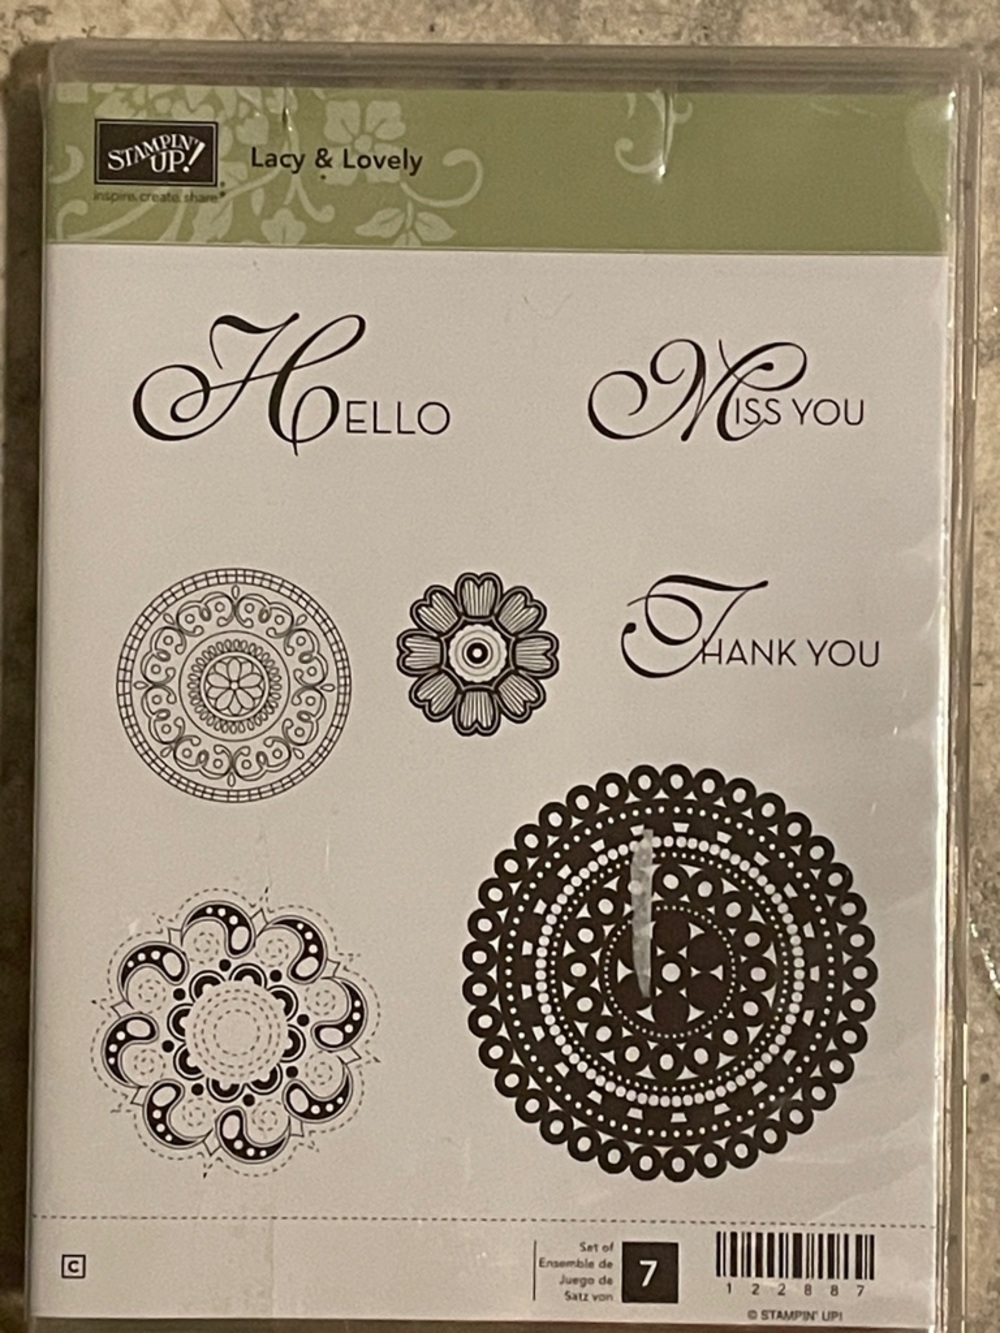 STAMPIN' UP!
inspire.create.share
Lacy & Lovely
HELLO
MISS YOU
THANK YOU
C
Set of
Ensemble de
Juego de
Satz von
7
122887
© STAMPIN' UP!